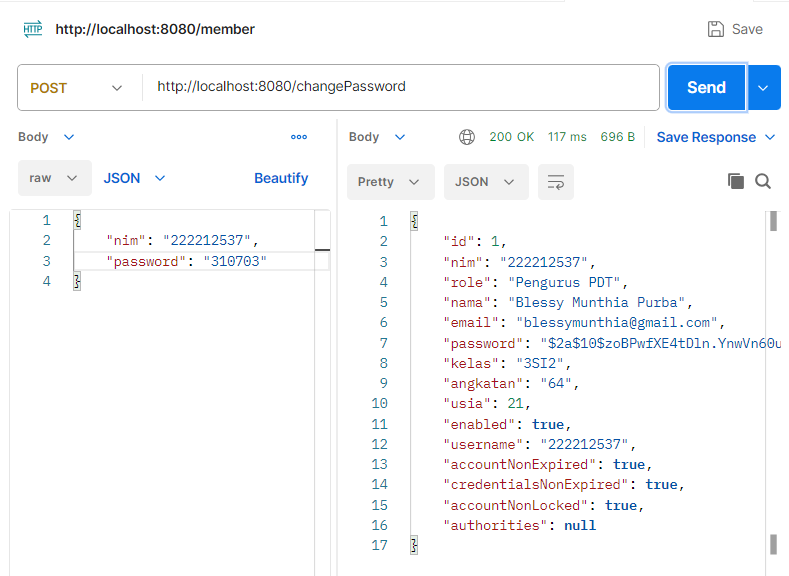 HTTP http://localhost:8080/member Save
POST http://localhost:8080/changePassword Send
Body
raw JSON Beautify
1 {
2 "nim": "222212537",
3 "password": "310703"
4 }
Body 200 OK 117 ms 696 B Save Response
Pretty JSON
1 {
2 "id": 1,
3 "nim": "222212537",
4 "role": "Pengurus PDT",
5 "nama": "Blessy Munthia Purba",
6 "email": "blessymunthia@gmail.com",
7 "password": "$2a$10$zoBPwfXE4tDln.YnwVn60u
8 "kelas": "3SI2",
9 "angkatan": "64",
10 "usia": 21,
11 "enabled": true,
12 "username": "222212537",
13 "accountNonExpired": true,
14 "credentialsNonExpired": true,
15 "accountNonLocked": true,
16 "authorities": null
17 }